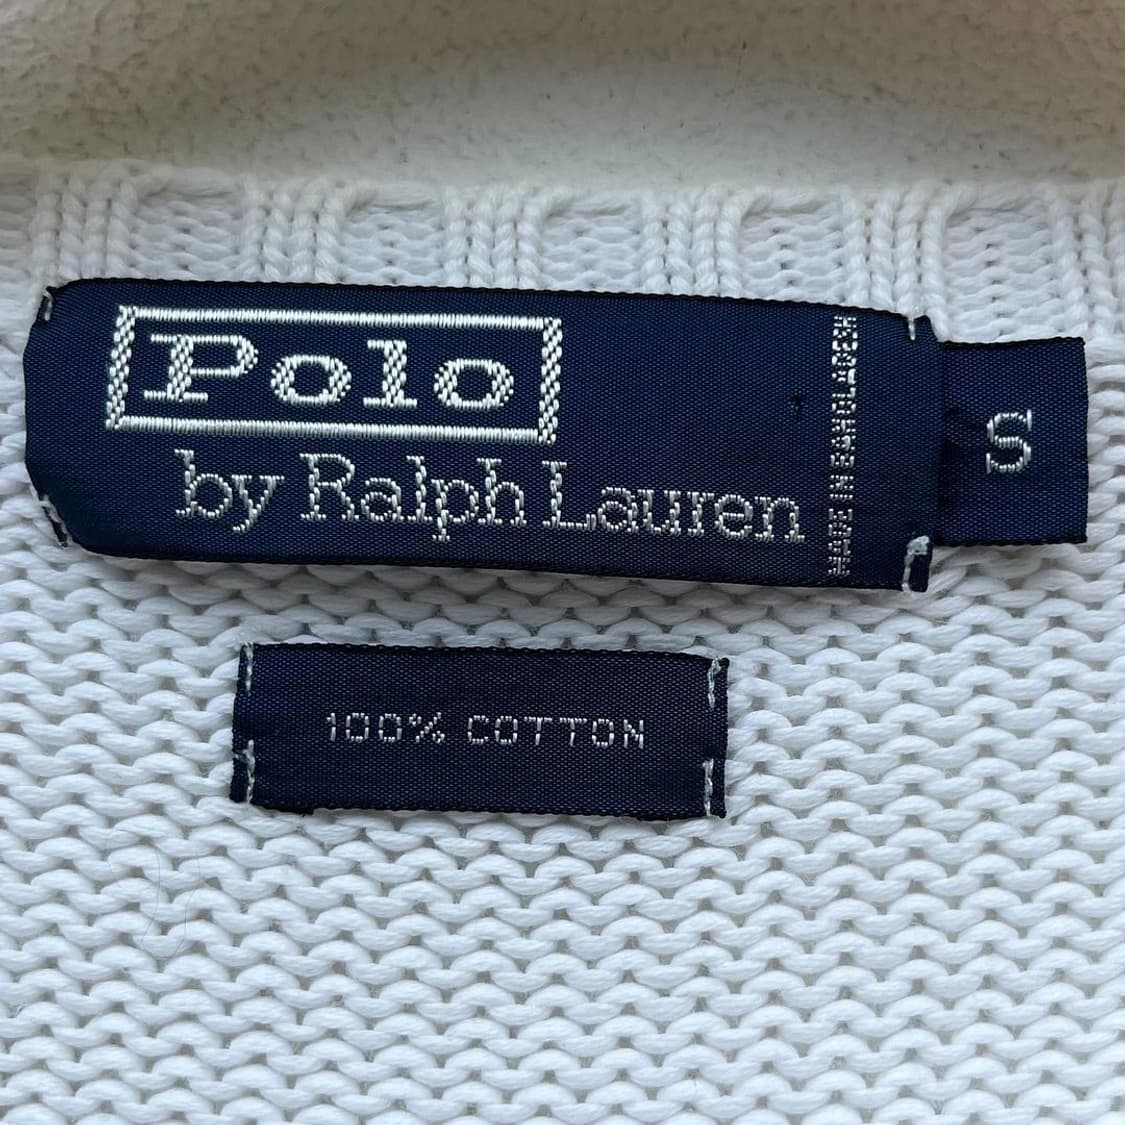 Polo
by Ralph Lauren
MADE IN BANGLADESH
S
100% COTTON